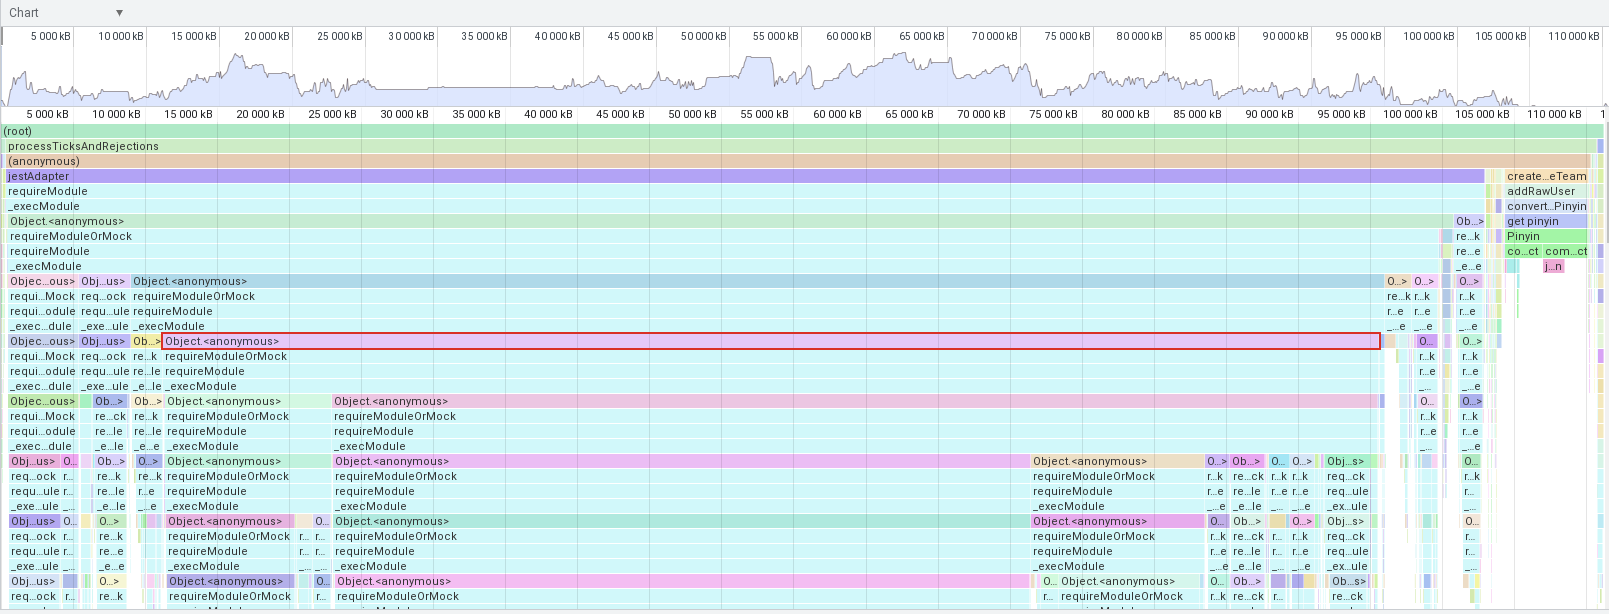 Chart ▼
5 000 kB 10 000 kB 15 000 kB 20 000 kB 25 000 kB 30 000 kB 35 000 kB 40 000 kB 45 000 kB 50 000 kB 55 000 kB 60 000 kB 65 000 kB 70 000 kB 75 000 kB 80 000 kB 85 000 kB 90 000 kB 95 000 kB 100 000 kB 105 000 kB 110 000 kB
5 000 kB 10 000 kB 15 000 kB 20 000 kB 25 000 kB 30 000 kB 35 000 kB 40 000 kB 45 000 kB 50 000 kB 55 000 kB 60 000 kB 65 000 kB 70 000 kB 75 000 kB 80 000 kB 85 000 kB 90 000 kB 95 000 kB 100 000 kB 105 000 kB 110 000 kB 1
(root)
processTicksAndRejections
(anonymous)
jestAdapter create…eTeam
requireModule addRawUser
_execModule convert…Pinyin
Object.<anonymous> Ob…> get pinyin
requireModuleOrMock re…k Pinyin
requireModule re…e co…ct com…ct
_execModule _e…e j…n
Objec…ous> Obj…us> Object.<anonymous> O…> O…> O…>
requi…Mock req…ock requireModuleOrMock re…k r…k r…k
requi…odule requ…ule requireModule r…e r…e r…e
_exec…dule _exe…ule _execModule _…e _…e _…e
Objec…ous> Obj…us> Ob…> Object.<anonymous> O… O…>
requi…Mock req…ock re…k requireModuleOrMock r…k r…k
requi…odule requ…ule re…le requireModule r…e r…e
_exec…dule _exe…ule _e…le _execModule _… _…e
Objec…ous> Ob…> Ob…> Object.<anonymous> Object.<anonymous> O… O…>
requi…Mock re…ck re…k requireModuleOrMock requireModuleOrMock r…k r…k
requi…odule re…le r…e requireModule requireModule r…e r…e
_exec…dule _e…le _e…e _execModule _execModule _… _…e
Obj…us> O… Ob…> O…> Object.<anonymous> Object.<anonymous> Object.<anonymous> O…> Ob…> O… O…> Obj…s> O…
req…ock r… re…k re…k requireModuleOrMock requireModuleOrMock requireModuleOrMock r…k re…ck r…k r…k req…ck r…k
requ…ule r… re…le r…e requireModule requireModule requireModule r…e re…le r…e r…e req…ule r…
_exe…ule _… _e…le _…e _execModule _execModule _execModule _…e _e…le _… _…e _ex…ule _…
Obj…us> O… O…> Object.<anonymous> O… Object.<anonymous> Object.<anonymous> O… Ob…> O…> Obj…s> O…
req…ock r… re…k requireModuleOrMock r… r… requireModuleOrMock requireModuleOrMock r…k re…ck r… r…k req…ck r…
requ…ule r… re…e requireModule r… r… requireModule requireModule r…e re…le r… r…e req…ule r…
_exe…ule _… _e…e _execModule _… _… _execModule _execModule _…e _e…le _… _…e _ex…ule _…
Obj…us> O…> Object.<anonymous> O… Object.<anonymous> O… Object.<anonymous> O… Ob…> Ob…s>
req…ock r… re…k requireModuleOrMock r… requireModuleOrMock r… requireModuleOrMock r…k re…k r… r… re…ck r…